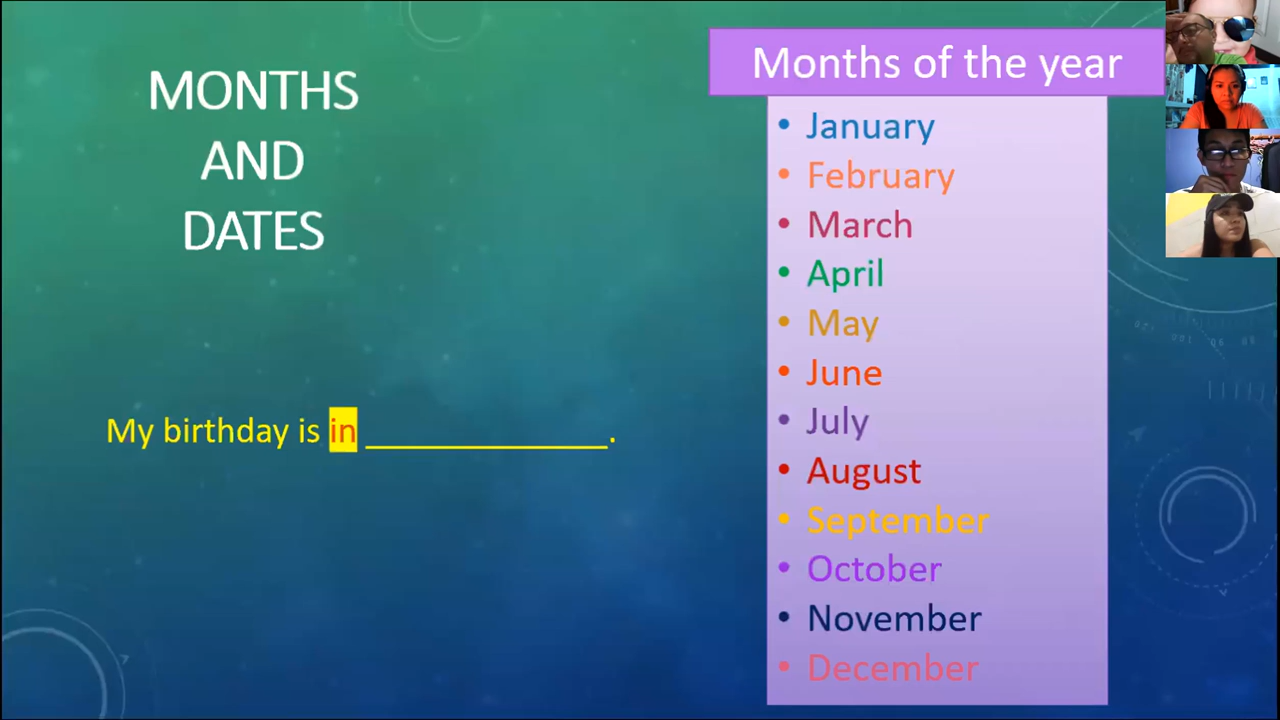 MONTHS
AND
DATES
My birthday is in ______________.
Months of the year
• January
• February
• March
• April
• May
• June
• July
• August
• September
• October
• November
• December